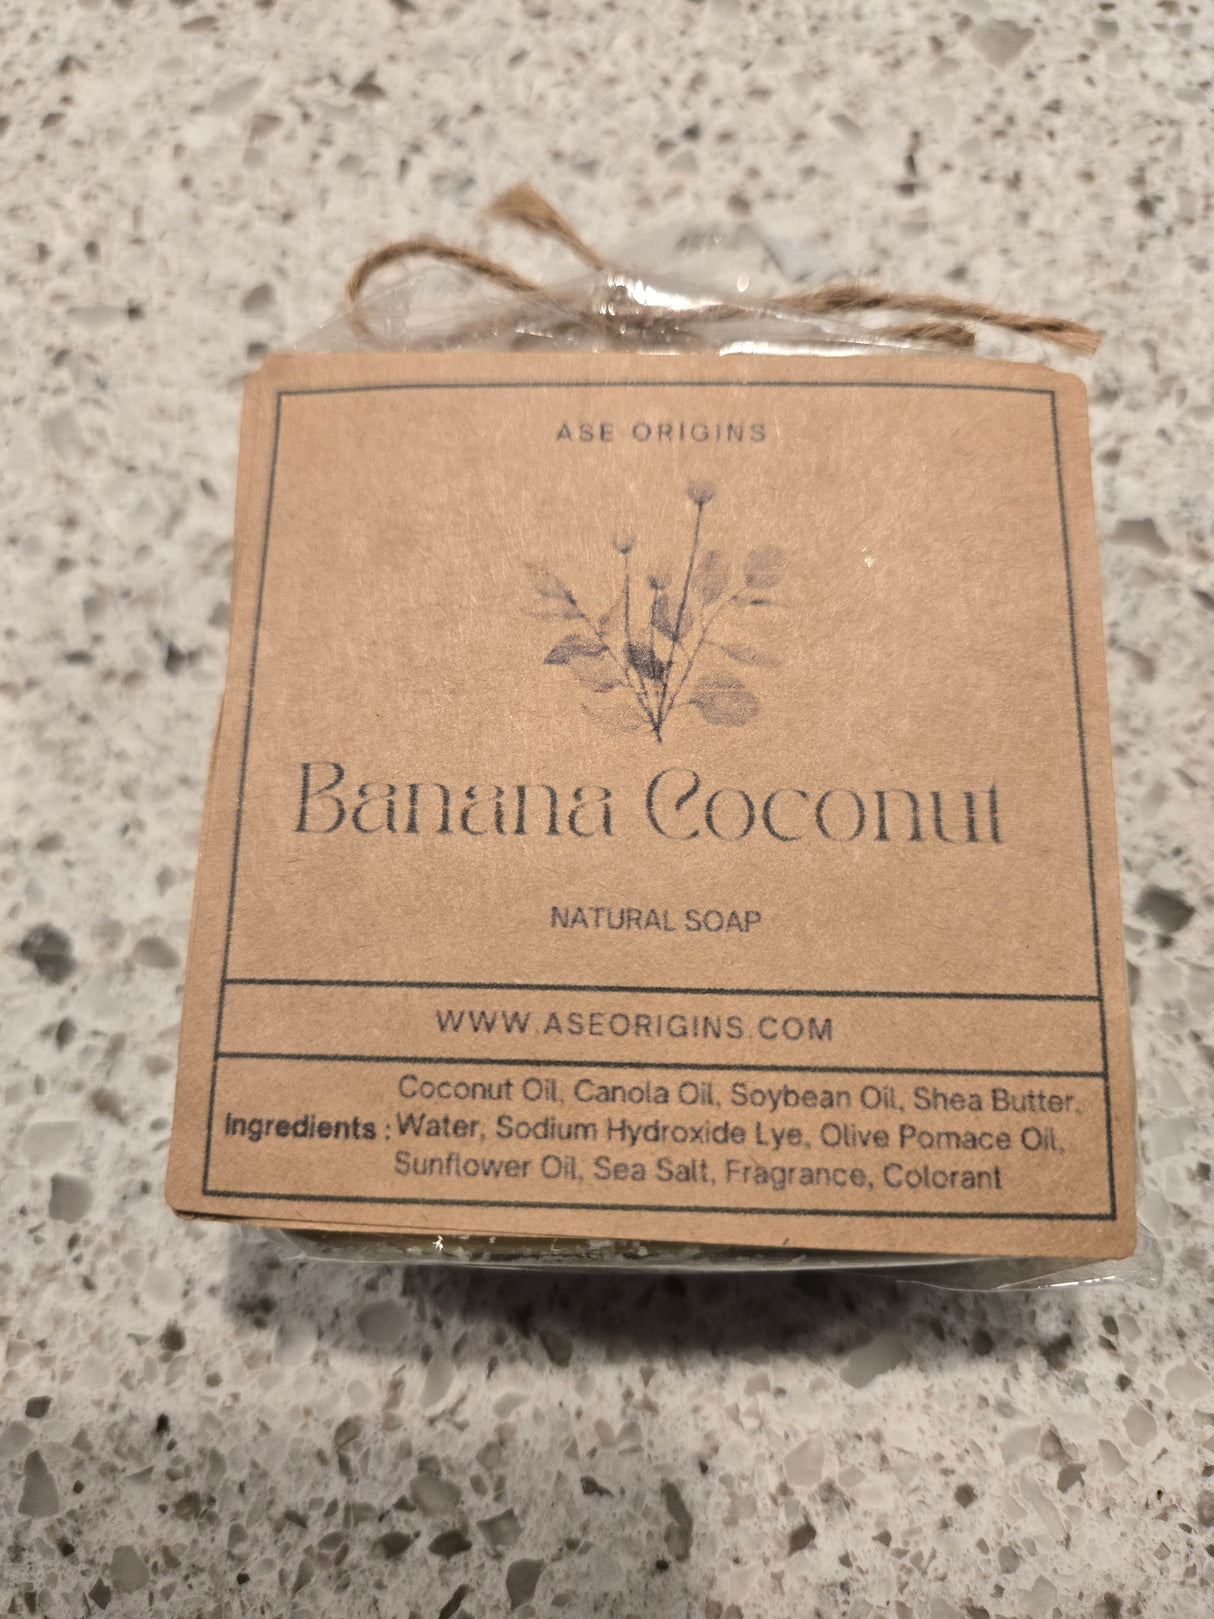 ASE ORIGINS
Banana Coconut
NATURAL SOAP
WWW.ASEORIGINS.COM
Ingredients : Coconut Oil, Canola Oil, Soybean Oil, Shea Butter,
Water, Sodium Hydroxide Lye, Olive Pomace Oil,
Sunflower Oil, Sea Salt, Fragrance, Colorant